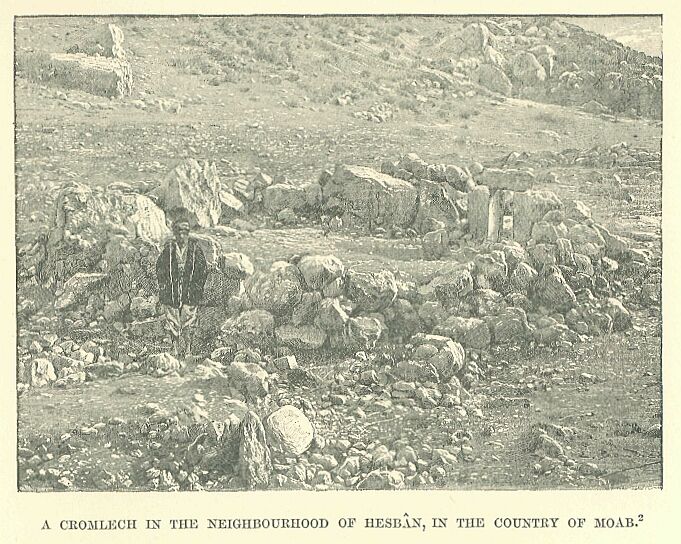 A CROMLECH IN THE NEIGHBOURHOOD OF HESBÂN, IN THE COUNTRY OF MOAB.²